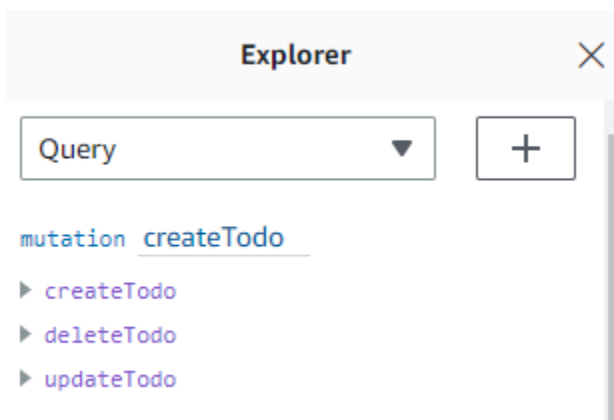 Explorer
Query
mutation createTodo
createTodo
deleteTodo
updateTodo